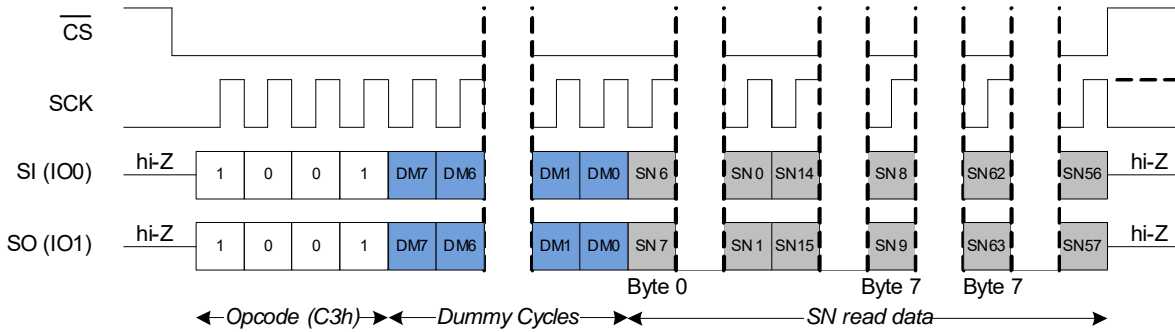 CS
SCK
SI (IO0) hi-Z 1 0 0 1 DM7 DM6 DM1 DM0 SN 6 SN 0 SN14 SN 8 SN62 SN56 hi-Z
SO (IO1) hi-Z 1 0 0 1 DM7 DM6 DM1 DM0 SN 7 SN 1 SN15 SN 9 SN63 SN57 hi-Z
Byte 0 Byte 7 Byte 7
Opcode (C3h) Dummy Cycles SN read data